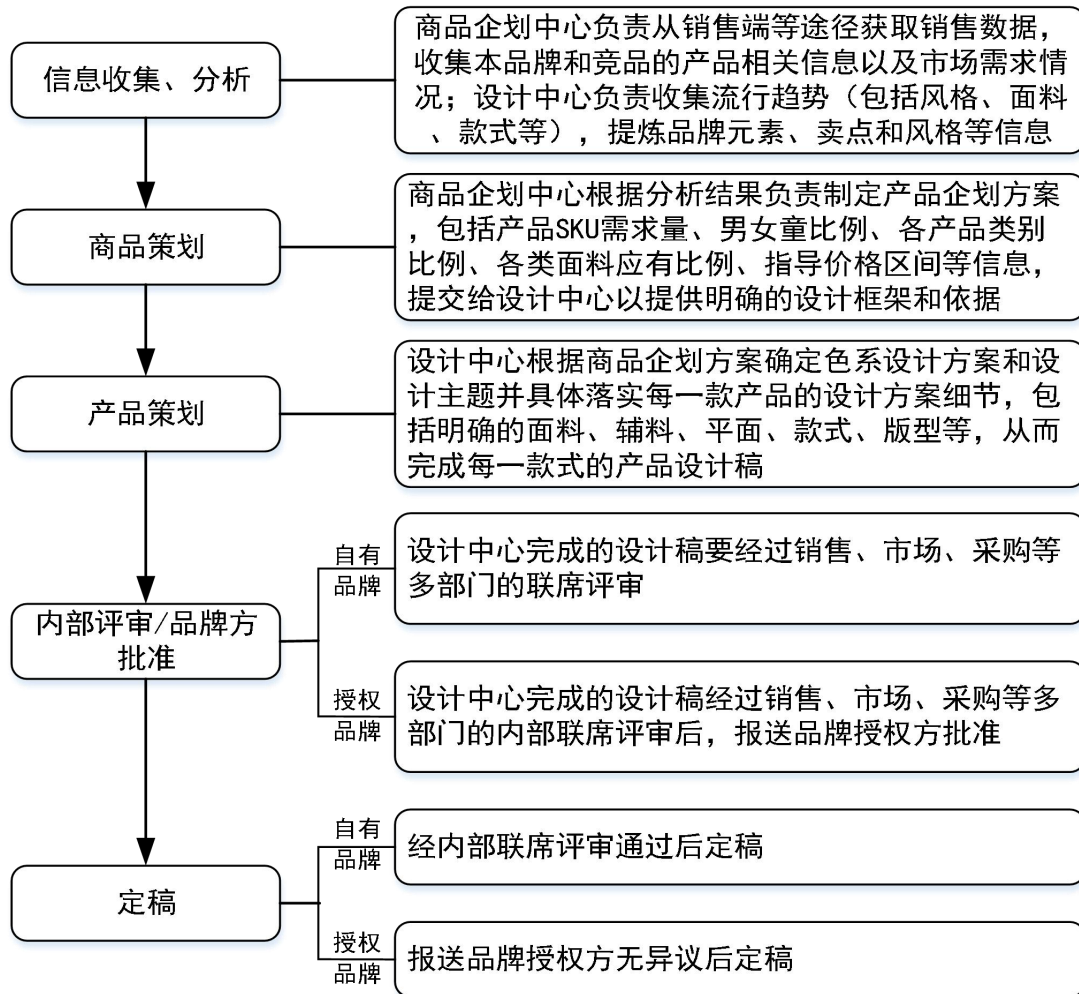 信息收集、分析
商品企划中心负责从销售端等途径获取销售数据，
收集本品牌和竞品的产品相关信息以及市场需求情
况；设计中心负责收集流行趋势（包括风格、面料
、款式等），提炼品牌元素、卖点和风格等信息
商品策划
商品企划中心根据分析结果负责制定产品企划方案
，包括产品SKU需求量、男女童比例、各产品类别
比例、各类面料应有比例、指导价格区间等信息，
提交给设计中心以提供明确的设计框架和依据
产品策划
设计中心根据商品企划方案确定色系设计方案和设
计主题并具体落实每一款产品的设计方案细节，包
括明确的面料、辅料、平面、款式、版型等，从而
完成每一款式的产品设计稿
内部评审/品牌方
批准
自有
品牌
设计中心完成的设计稿要经过销售、市场、采购等
多部门的联席评审
授权
品牌
设计中心完成的设计稿经过销售、市场、采购等多
部门的内部联席评审后，报送品牌授权方批准
定稿
自有
品牌
经内部联席评审通过后定稿
授权
品牌
报送品牌授权方无异议后定稿